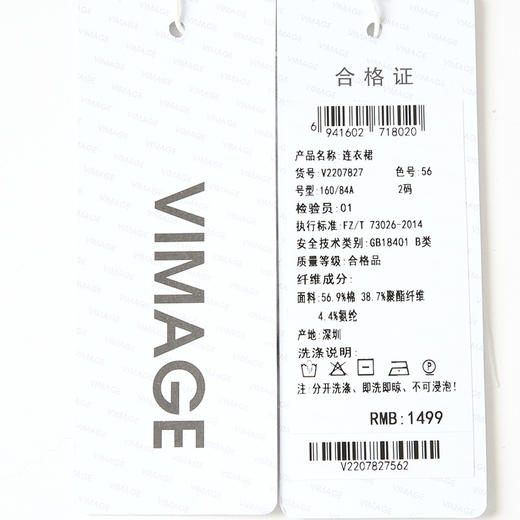 VIMAGE
合格证
6 941602 718020
产品名称:连衣裙
货号:V2207827 色号:56
号型:160/84A 2码
检验员:01
执行标准:FZ/T 73026-2014
安全技术类别:GB18401 B类
质量等级:合格品
纤维成分:
面料:56.9%棉 38.7%聚酯纤维
4.4%氨纶
产地:深圳
洗涤说明:
注:分开洗涤、即洗即晾、不可浸泡!
RMB:1499
V2207827562